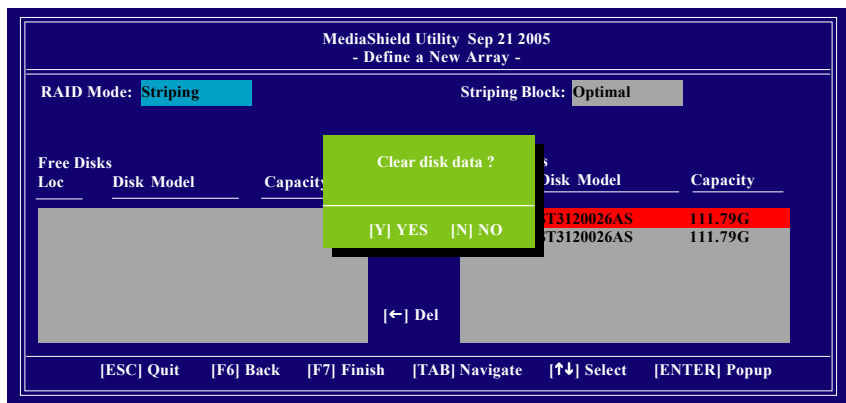 MediaShield Utility Sep 21 2005
- Define a New Array -
RAID Mode: Striping
Striping Block: Optimal
Free Disks
s
Loc Disk Model Capacity
Disk Model Capacity
Clear disk data ?
[Y] YES [N] NO
ST3120026AS 111.79G
ST3120026AS 111.79G
[←] Del
[ESC] Quit [F6] Back [F7] Finish [TAB] Navigate [↑↓] Select [ENTER] Popup